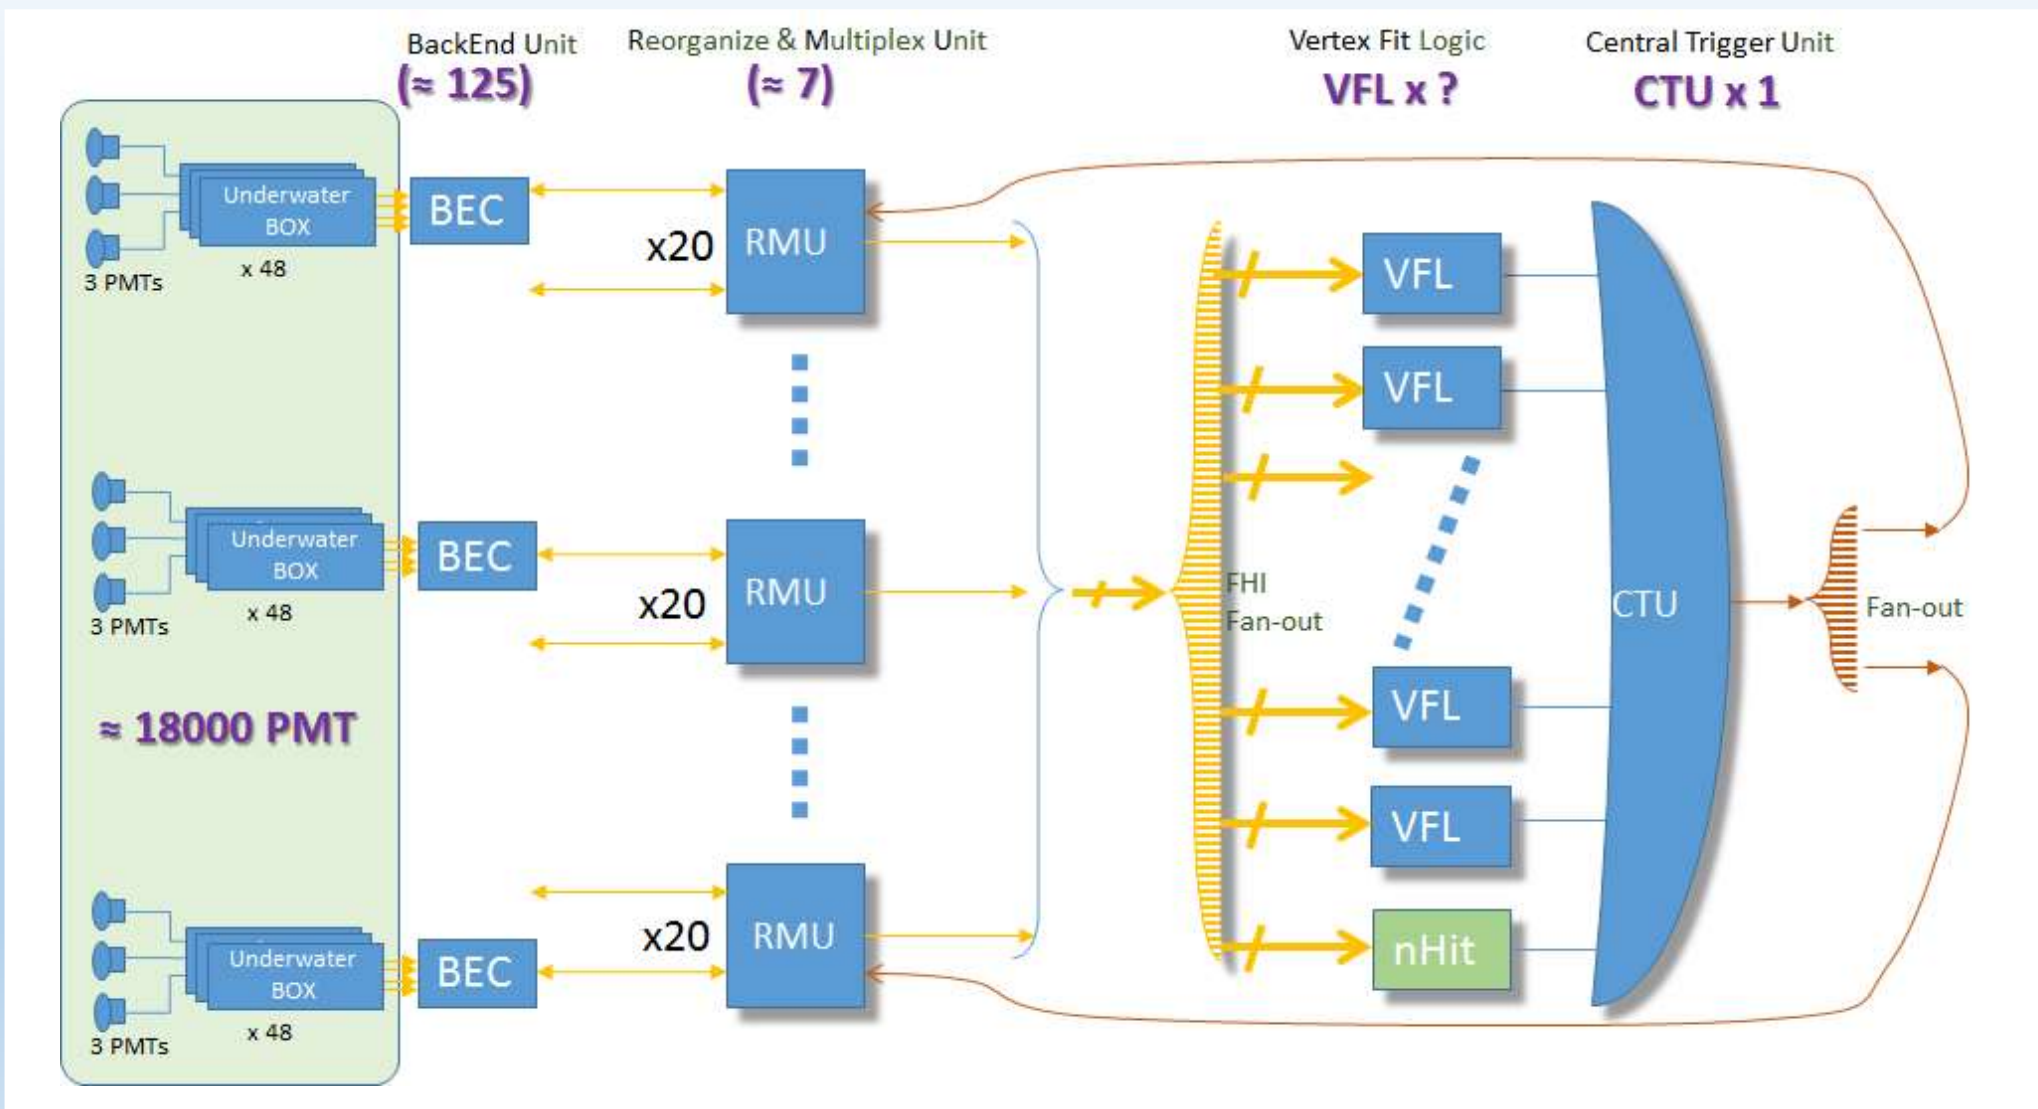 BackEnd Unit
(≈ 125)
Reorganize & Multiplex Unit
(≈ 7)
Vertex Fit Logic
VFL x ?
Central Trigger Unit
CTU x 1
Underwater
BOX
x 48
3 PMTs
BEC
x20
RMU
VFL
VFL
Underwater
BOX
x 48
3 PMTs
BEC
x20
RMU
FHI
Fan-out
CTU
Fan-out
≈ 18000 PMT
VFL
VFL
Underwater
BOX
x 48
3 PMTs
BEC
x20
RMU
nHit